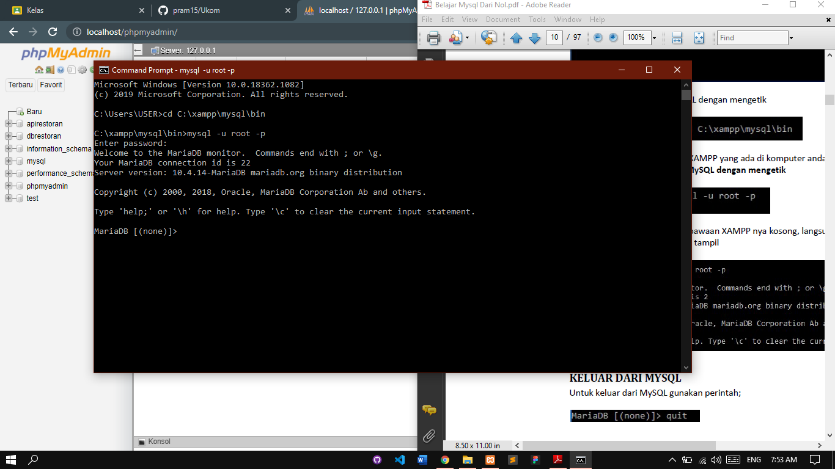 Kelas
pram15/Ukom
localhost / 127.0.0.1 | phpMyA
localhost/phpmyadmin/
phpMyAdmin
Terbaru
Favorit
Baru
apirestoran
dbrestoran
information_schema
mysql
performance_schem
phpmyadmin
test
Server: 127.0.0.1
Konsol
Belajar Mysql Dari Nol.pdf - Adobe Reader
File Edit View Document Tools Window Help
10 / 97
100%
Find
Command Prompt - mysql -u root -p
Microsoft Windows [Version 10.0.18362.1082]
(c) 2019 Microsoft Corporation. All rights reserved.
C:\Users\USER>cd C:\xampp\mysql\bin
C:\xampp\mysql\bin>mysql -u root -p
Enter password:
Welcome to the MariaDB monitor.  Commands end with ; or \g.
Your MariaDB connection id is 22
Server version: 10.4.14-MariaDB mariadb.org binary distribution
Copyright (c) 2000, 2018, Oracle, MariaDB Corporation Ab and others.
Type 'help;' or '\h' for help. Type '\c' to clear the current input statement.
MariaDB [(none)]>
L dengan mengetik
C:\xampp\mysql\bin
XAMPP yang ada di komputer anda
MySQL dengan mengetik
l -u root -p
bawaan XAMPP nya kosong, langsu
tampil
root -p
tor.  Commands end with ; or \g
is 2
iaDB mariadb.org binary distrib
racle, MariaDB Corporation Ab a
lp. Type '\c' to clear the curr
KELUAR DARI MYSQL
Untuk keluar dari MySQL gunakan perintah;
MariaDB [(none)]> quit
8.50 x 11.00 in
ENG
7:53 AM